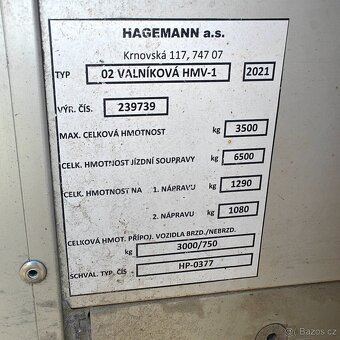 HAGEMANN a.s.
Krnovská 117, 747 07
TYP 02 VALNÍKOVÁ HMV-1 2021
VÝR. ČÍS. 239739
MAX. CELKOVÁ HMOTNOST kg 3500
CELK. HMOTNOST JÍZDNÍ SOUPRAVY kg 6500
CELK. HMOTNOST NA 1. NÁPRAVU kg 1290
2. NÁPRAVU kg 1080
CELKOVÁ HMOT. PŘÍPOJ. VOZIDLA BRZD./NEBRZD.
kg 3000/750
SCHVAL. TYP. ČÍS HP-0377
Bazos.cz